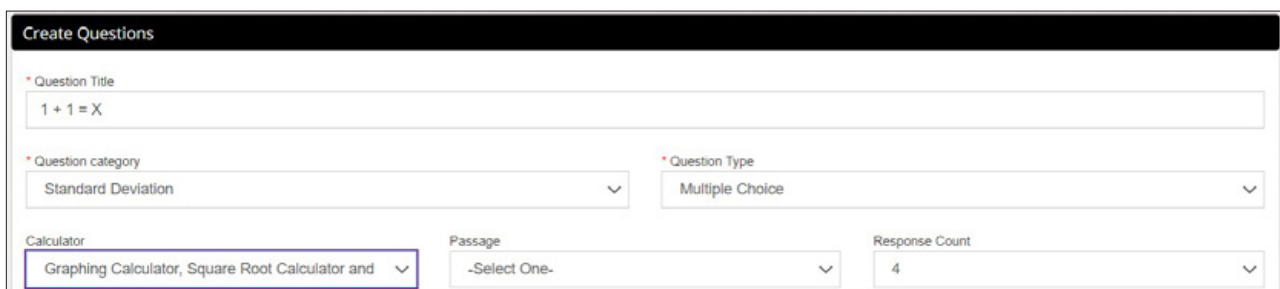 Create Questions
* Question Title
1 + 1 = X
* Question category
* Question Type
Standard Deviation
Multiple Choice
Calculator
Passage
Response Count
Graphing Calculator, Square Root Calculator and
-Select One-
4